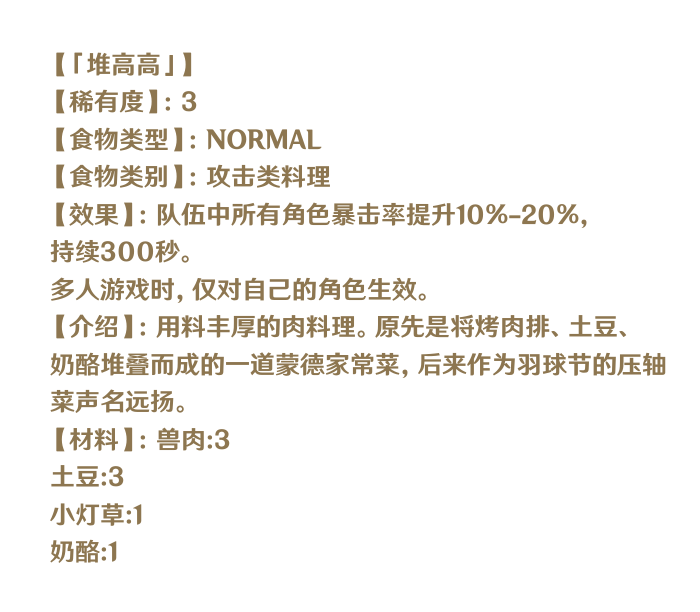 【「堆高高」】
【稀有度】：3
【食物类型】：NORMAL
【食物类别】：攻击类料理
【效果】：队伍中所有角色暴击率提升10%-20%，
持续300秒。
多人游戏时，仅对自己的角色生效。
【介绍】：用料丰厚的肉料理。原先是将烤肉排、土豆、
奶酪堆叠而成的一道蒙德家常菜，后来作为羽球节的压轴
菜声名远扬。
【材料】：兽肉:3
土豆:3
小灯草:1
奶酪:1